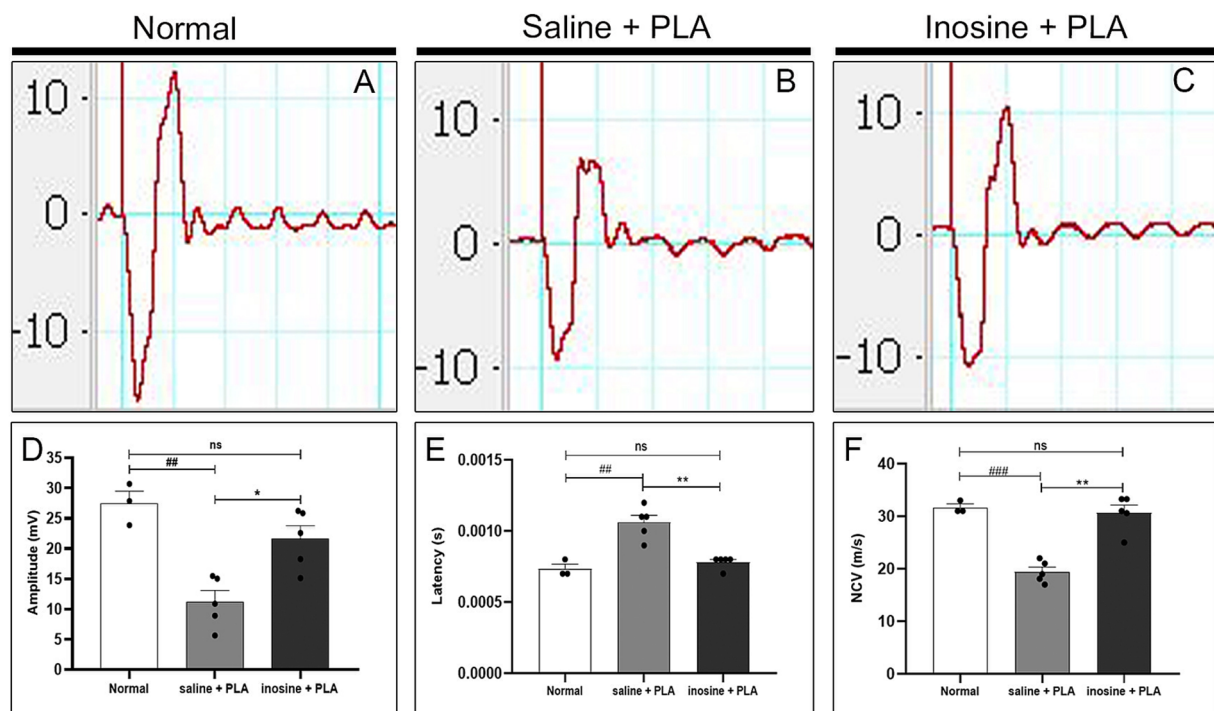 Normal
Saline + PLA
Inosine + PLA
A
10
0
-10
B
10
0
-10
C
10
0
-10
D
ns
##
*
35
30
25
20
15
10
5
0
Amplitude (mV)
Normal
saline + PLA
inosine + PLA
E
ns
##
**
0.0015
0.0010
0.0005
0.0000
Latency (s)
Normal
saline + PLA
inosine + PLA
F
ns
###
**
40
30
20
10
0
NCV (m/s)
Normal
saline + PLA
inosine + PLA